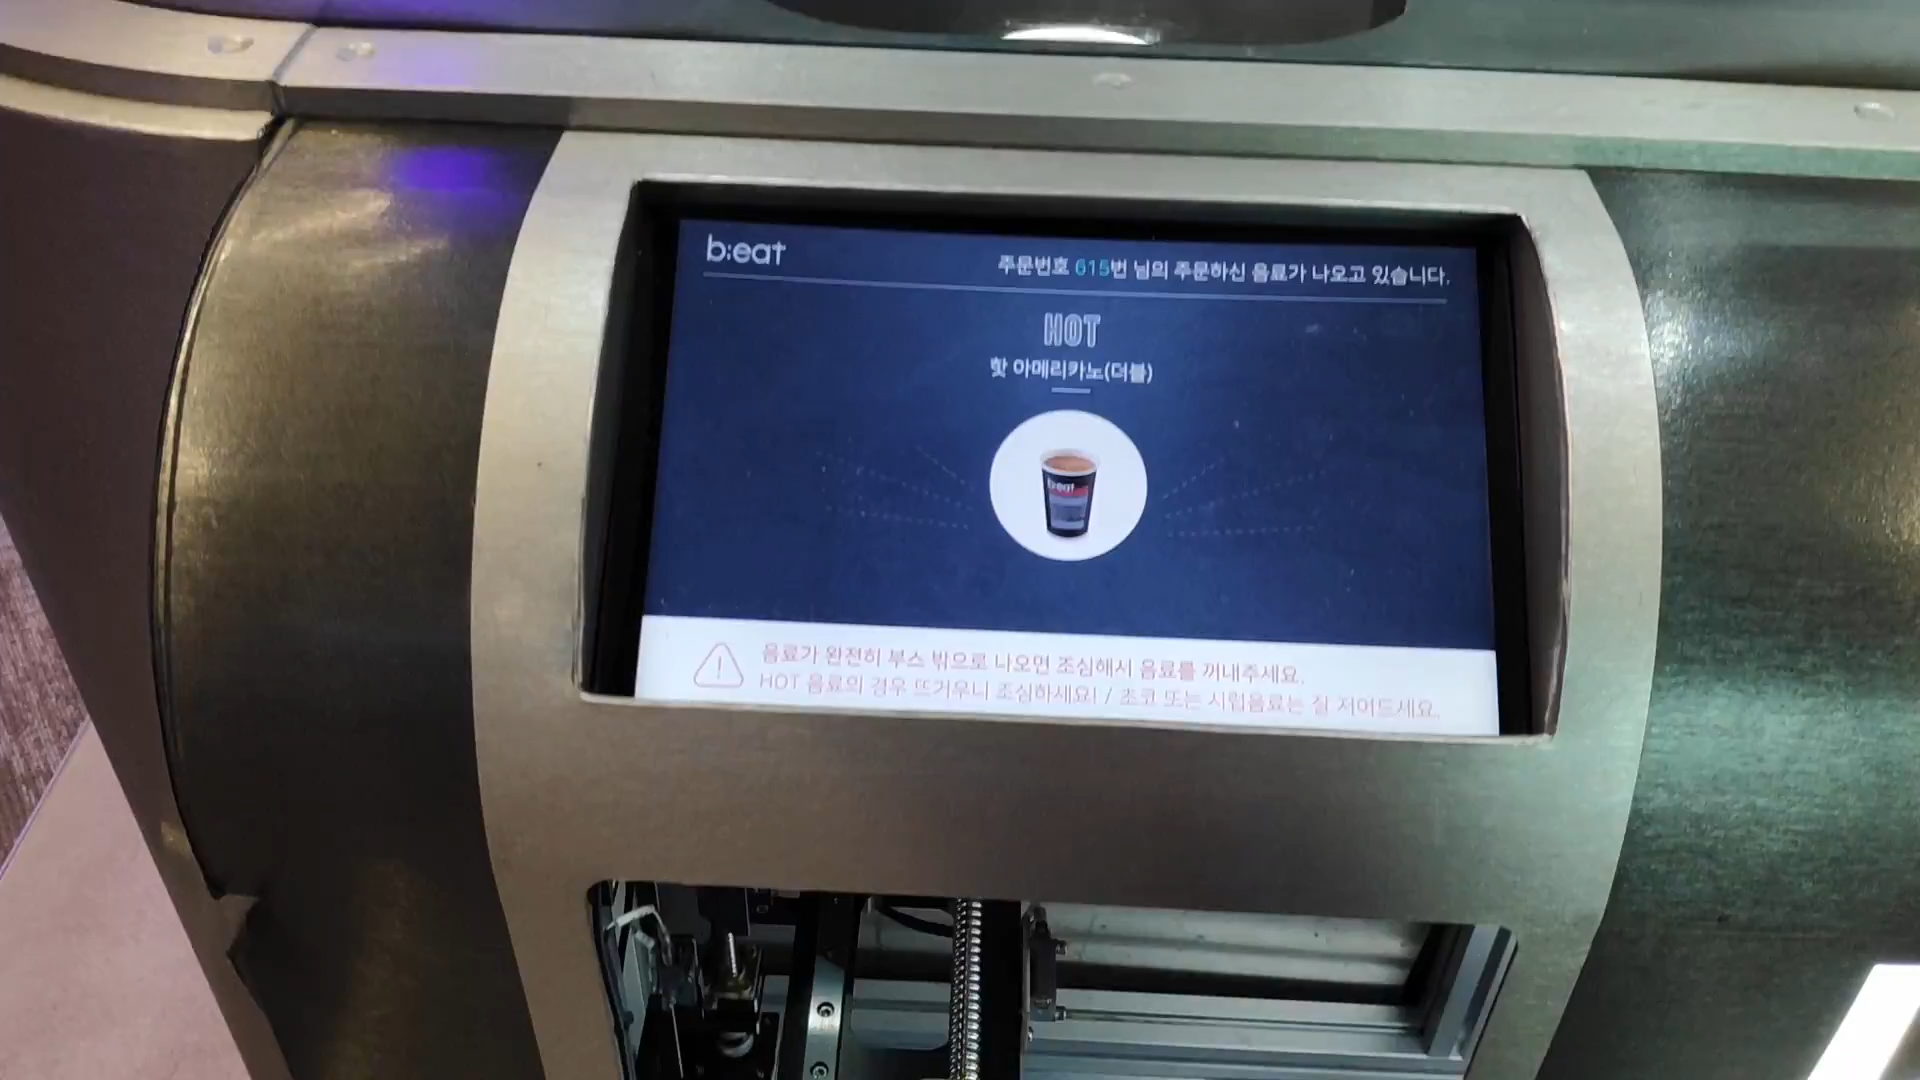 b;eat
주문번호 615번 님의 주문하신 음료가 나오고 있습니다.
HOT
핫 아메리카노(더블)
b;eat
음료가 완전히 부스 밖으로 나오면 조심해서 음료를 꺼내주세요.
HOT 음료의 경우 뜨거우니 조심하세요! / 초코 또는 시럽음료는 잘 저어드세요.